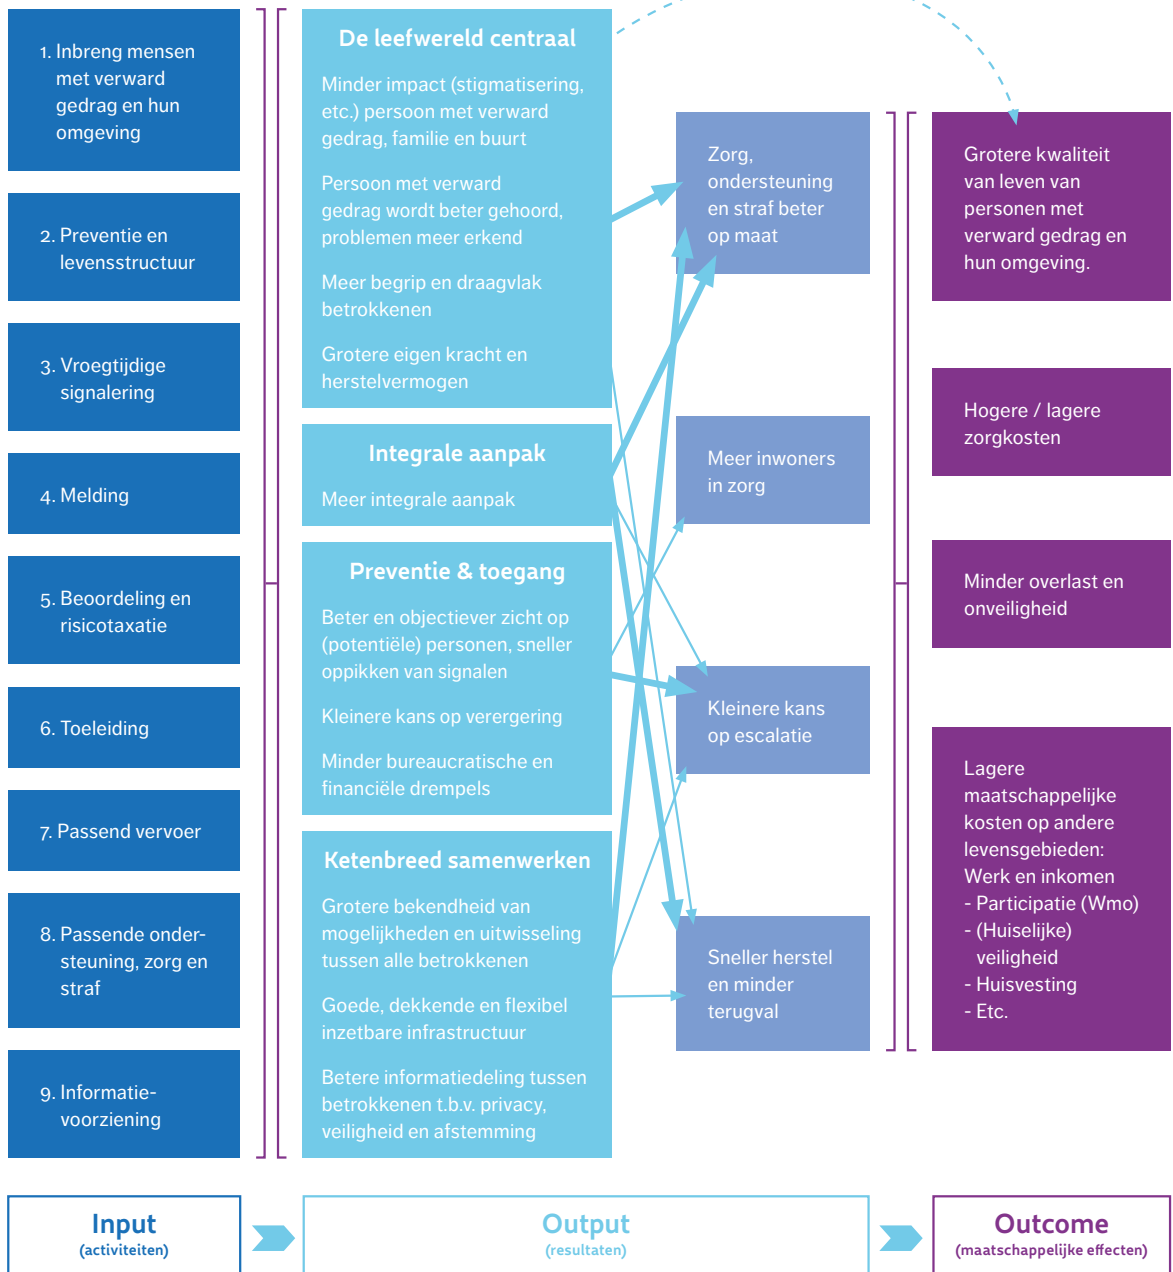 1. Inbreng mensen
met verward
gedrag en hun
omgeving
2. Preventie en
levensstructuur
3. Vroegtijdige
signalering
4. Melding
5. Beoordeling en
risicotaxatie
6. Toeleiding
7. Passend vervoer
8. Passende onder-
steuning, zorg en
straf
9. Informatie-
voorziening
De leefwereld centraal
Minder impact (stigmatisering,
etc.) persoon met verward
gedrag, familie en buurt
Persoon met verward
gedrag wordt beter gehoord,
problemen meer erkend
Meer begrip en draagvlak
betrokkenen
Grotere eigen kracht en
herstelvermogen
Integrale aanpak
Meer integrale aanpak
Preventie & toegang
Beter en objectiever zicht op
(potentiële) personen, sneller
oppikken van signalen
Kleinere kans op verergering
Minder bureaucratische en
financiële drempels
Ketenbreed samenwerken
Grotere bekendheid van
mogelijkheden en uitwisseling
tussen alle betrokkenen
Goede, dekkende en flexibel
inzetbare infrastructuur
Betere informatiedeling tussen
betrokkenen t.b.v. privacy,
veiligheid en afstemming
Zorg,
ondersteuning
en straf beter
op maat
Meer inwoners
in zorg
Kleinere kans
op escalatie
Sneller herstel
en minder
terugval
Grotere kwaliteit
van leven van
personen met
verward gedrag en
hun omgeving.
Hogere / lagere
zorgkosten
Minder overlast en
onveiligheid
Lagere
maatschappelijke
kosten op andere
levensgebieden:
Werk en inkomen
- Participatie (Wmo)
- (Huiselijke)
veiligheid
- Huisvesting
- Etc.
Input
(activiteiten)
Output
(resultaten)
Outcome
(maatschappelijke effecten)